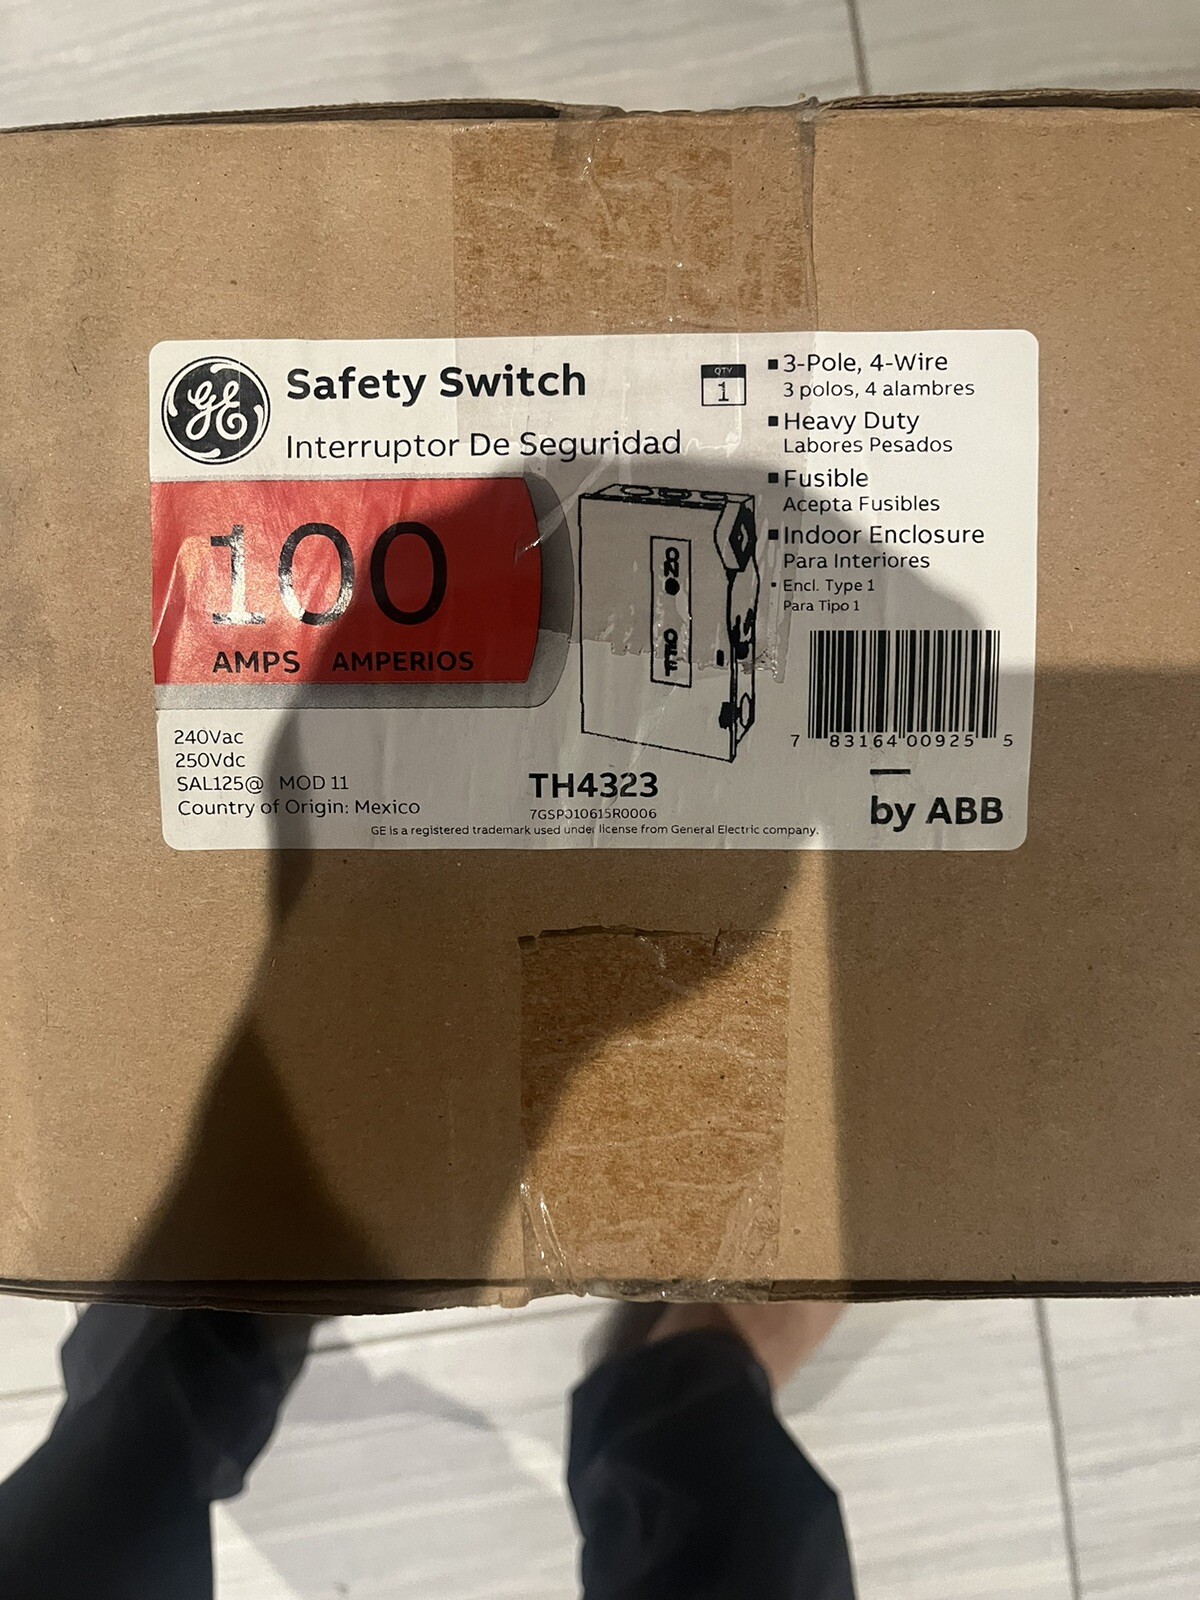 GE
Safety Switch
Interruptor De Seguridad
QTY
1
100
AMPS AMPERIOS
240Vac
250Vdc
SAL125@ MOD 11
Country of Origin: Mexico
ON
OFF
TH4323
7GSP010615R0006
GE is a registered trademark used under license from General Electric company.
■ 3-Pole, 4-Wire
3 polos, 4 alambres
■ Heavy Duty
Labores Pesados
■ Fusible
Acepta Fusibles
■ Indoor Enclosure
Para Interiores
▪ Encl. Type 1
Para Tipo 1
7 83164 00925 5
by ABB